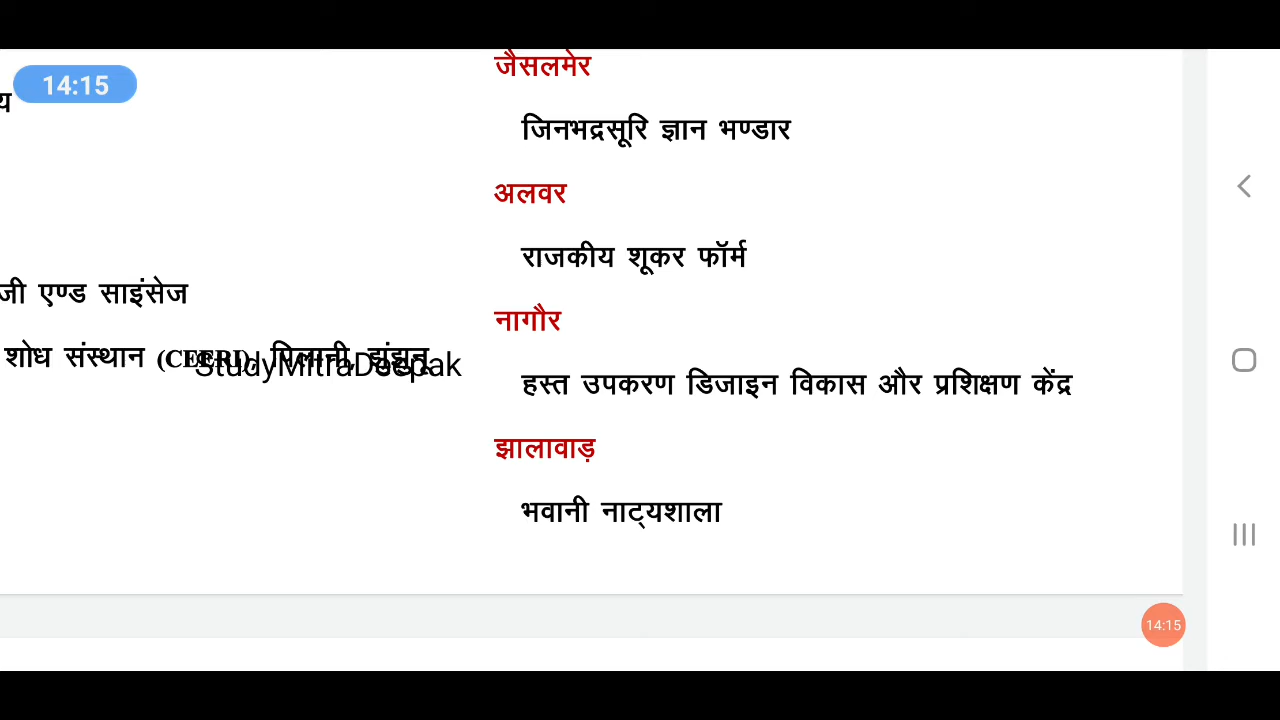 14:15
य
जी एण्ड साइंसेज
शोध संस्थान (CEERI), पिलानी, झुंझुनू
StudyMitraDeepak
जैसलमेर
जिनभद्रसूरि ज्ञान भण्डार
अलवर
राजकीय शूकर फॉर्म
नागौर
हस्त उपकरण डिजाइन विकास और प्रशिक्षण केंद्र
झालावाड़
भवानी नाट्यशाला
14:15